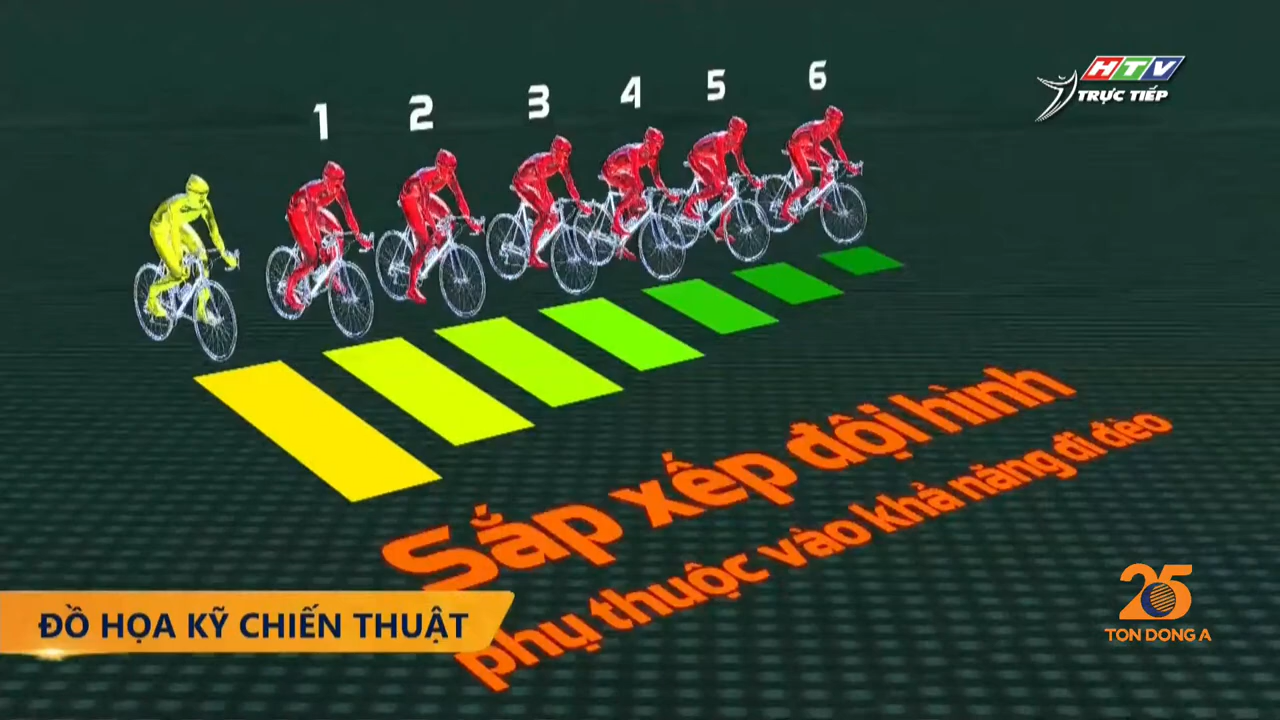 1 2 3 4 5 6
HTV
TRỰC TIẾP
Sắp xếp đội hình
phụ thuộc vào khả năng đi đèo
ĐỒ HỌA KỸ CHIẾN THUẬT
25
TON DONG A